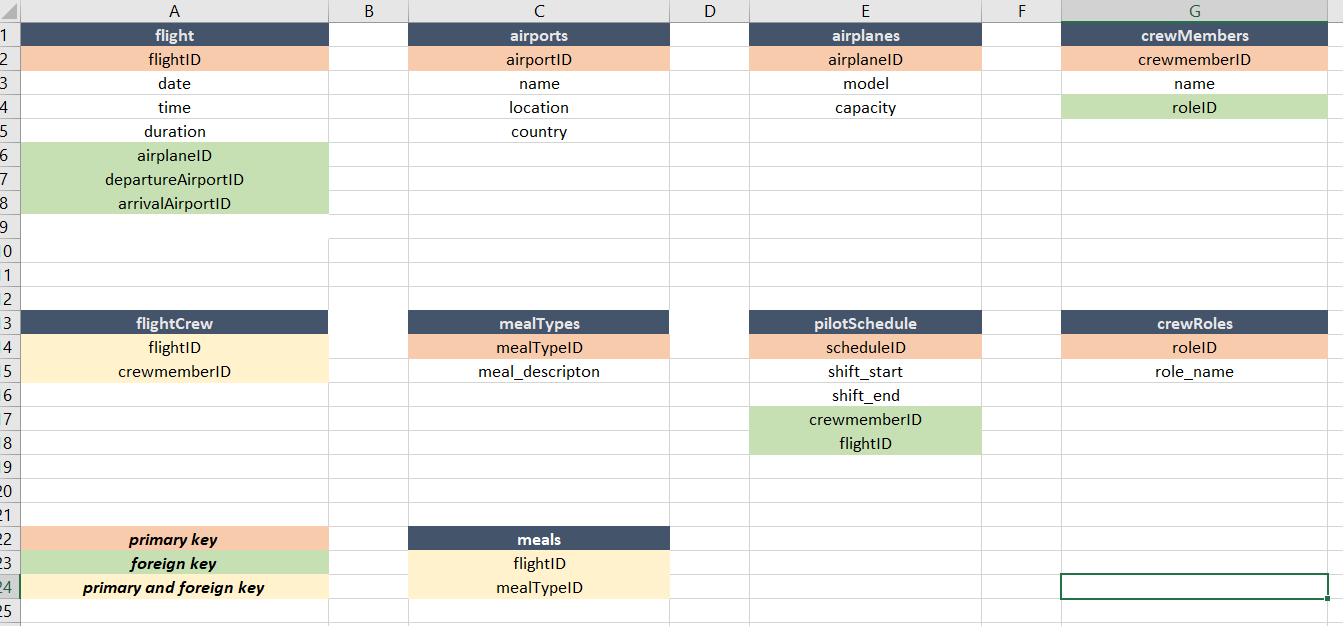 A B C D E F G
1 flight airports airplanes crewMembers
2 flightID airportID airplaneID crewmemberID
3 date name model name
4 time location capacity roleID
5 duration country
6 airplaneID
7 departureAirportID
8 arrivalAirportID
9
0
1
2
3 flightCrew mealTypes pilotSchedule crewRoles
4 flightID mealTypeID scheduleID roleID
5 crewmemberID meal_descripton shift_start role_name
6 shift_end
7 crewmemberID
8 flightID
9
20
21
22 primary key meals
23 foreign key flightID
24 primary and foreign key mealTypeID
25